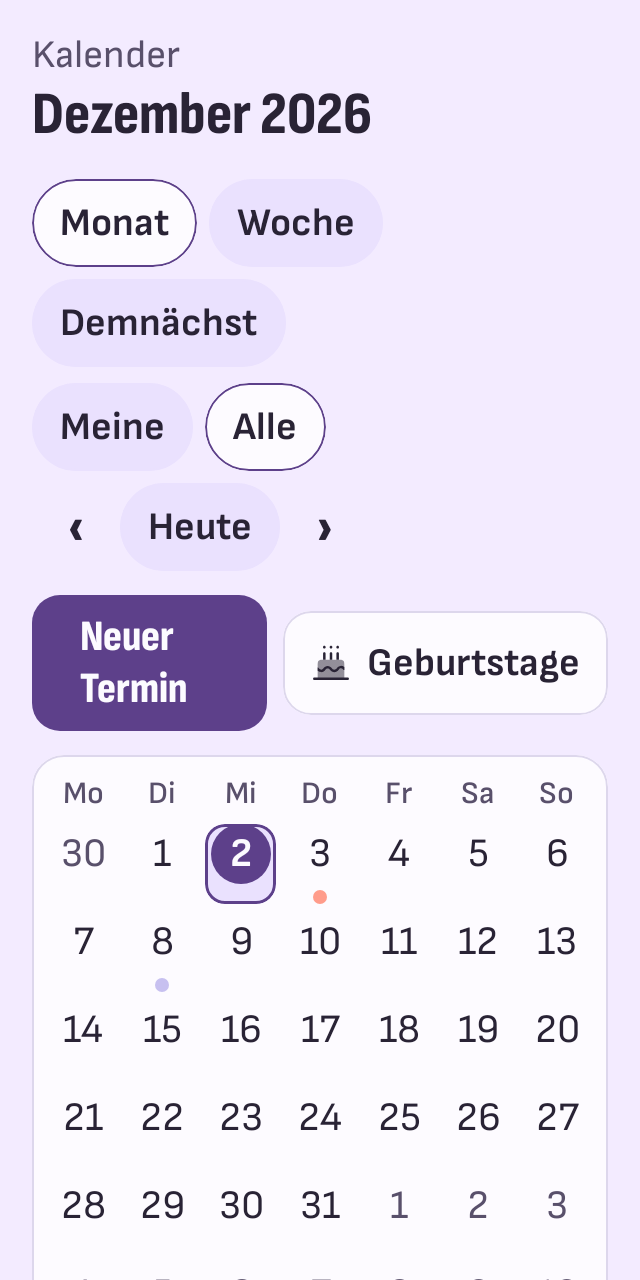 Kalender
Dezember 2026
Monat Woche
Demnächst
Meine Alle
‹ Heute ›
Neuer
Termin
Geburtstage
Mo Di Mi Do Fr Sa So
30 1 2 3 4 5 6
7 8 9 10 11 12 13
14 15 16 17 18 19 20
21 22 23 24 25 26 27
28 29 30 31 1 2 3